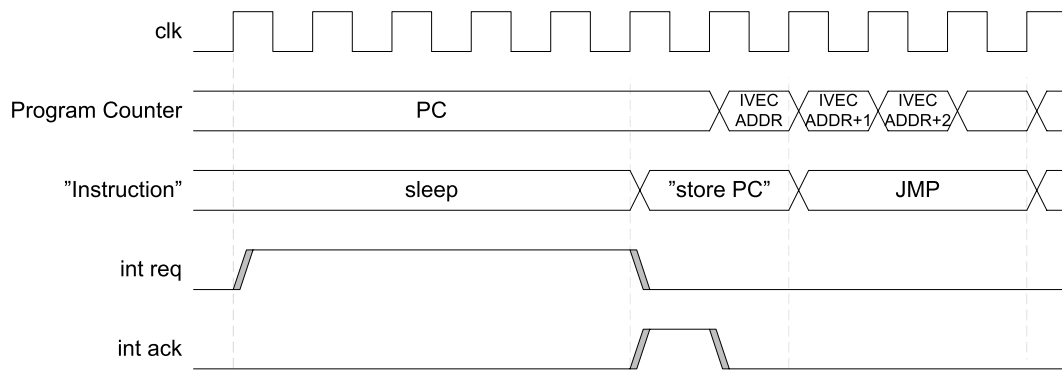 clk
Program Counter
PC
IVEC
ADDR
IVEC
ADDR+1
IVEC
ADDR+2
”Instruction”
sleep
”store PC”
JMP
int req
int ack